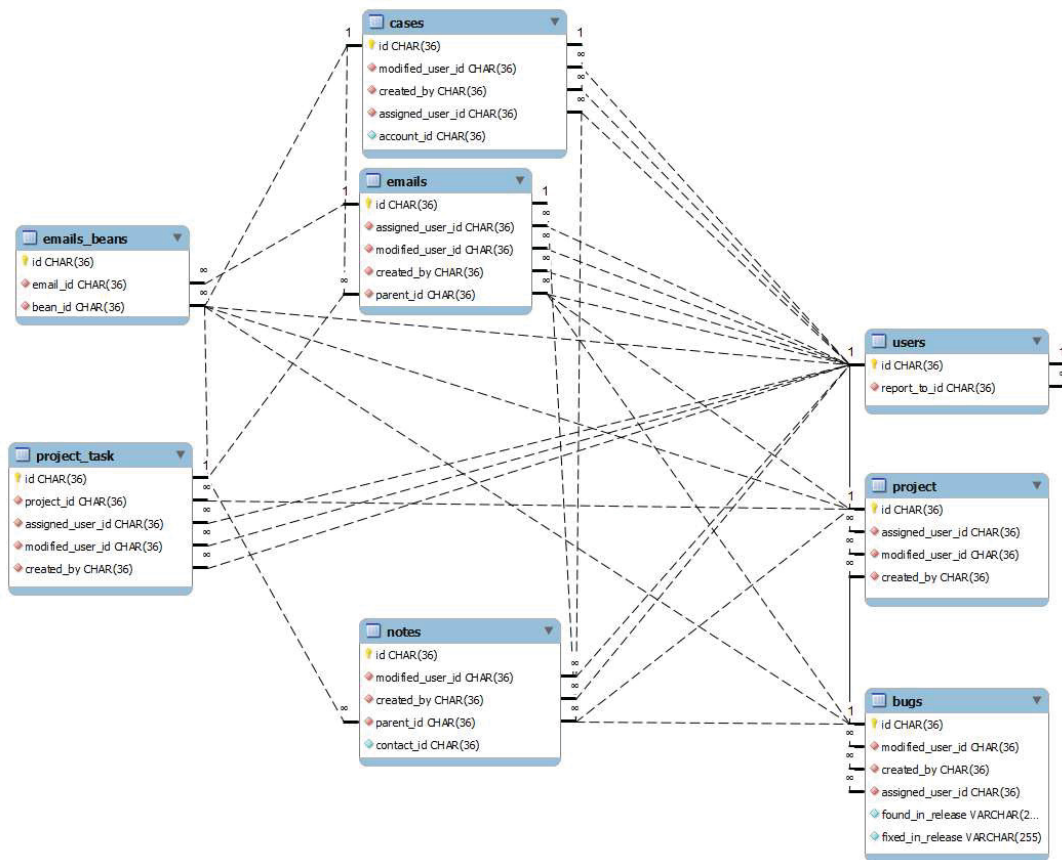 cases
id CHAR(36)
modified_user_id CHAR(36)
created_by CHAR(36)
assigned_user_id CHAR(36)
account_id CHAR(36)
emails
id CHAR(36)
assigned_user_id CHAR(36)
modified_user_id CHAR(36)
created_by CHAR(36)
parent_id CHAR(36)
emails_beans
id CHAR(36)
email_id CHAR(36)
bean_id CHAR(36)
users
id CHAR(36)
report_to_id CHAR(36)
project_task
id CHAR(36)
project_id CHAR(36)
assigned_user_id CHAR(36)
modified_user_id CHAR(36)
created_by CHAR(36)
project
id CHAR(36)
assigned_user_id CHAR(36)
modified_user_id CHAR(36)
created_by CHAR(36)
notes
id CHAR(36)
modified_user_id CHAR(36)
created_by CHAR(36)
parent_id CHAR(36)
contact_id CHAR(36)
bugs
id CHAR(36)
modified_user_id CHAR(36)
created_by CHAR(36)
assigned_user_id CHAR(36)
found_in_release VARCHAR(2...
fixed_in_release VARCHAR(255)